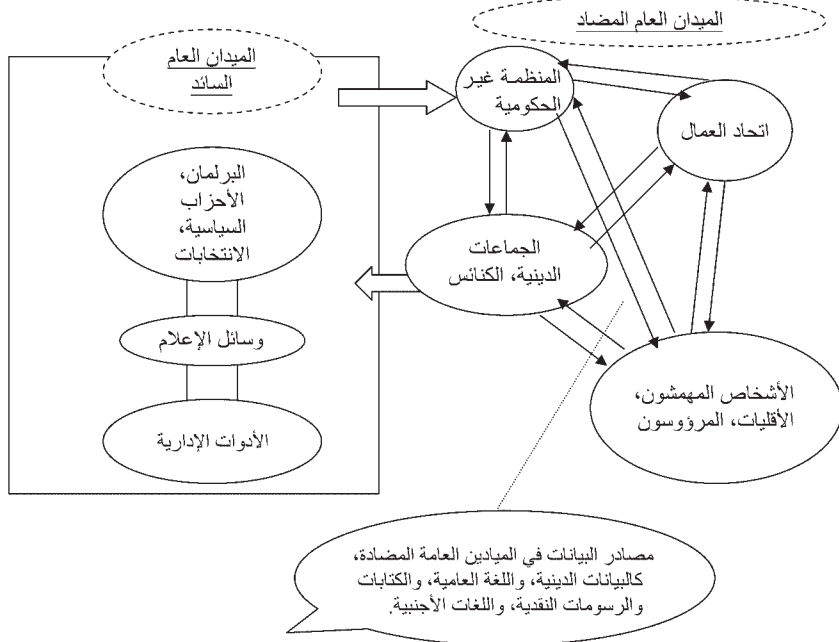 الميدان العام المضاد
الميدان العام
السائد
المنظمة غير
الحكومية
اتحاد العمال
البرلمان،
الأحزاب
السياسية،
الانتخابات
الجماعات
الدينية، الكنائس
وسائل الإعلام
الأشخاص المهمشون،
الأقليات، المرؤوسون
الأدوات الإدارية
مصادر البيانات في الميادين العامة المضادة،
كالبيانات الدينية، واللغة العامية، والكتابات
والرسومات النقدية، واللغات الأجنبية.